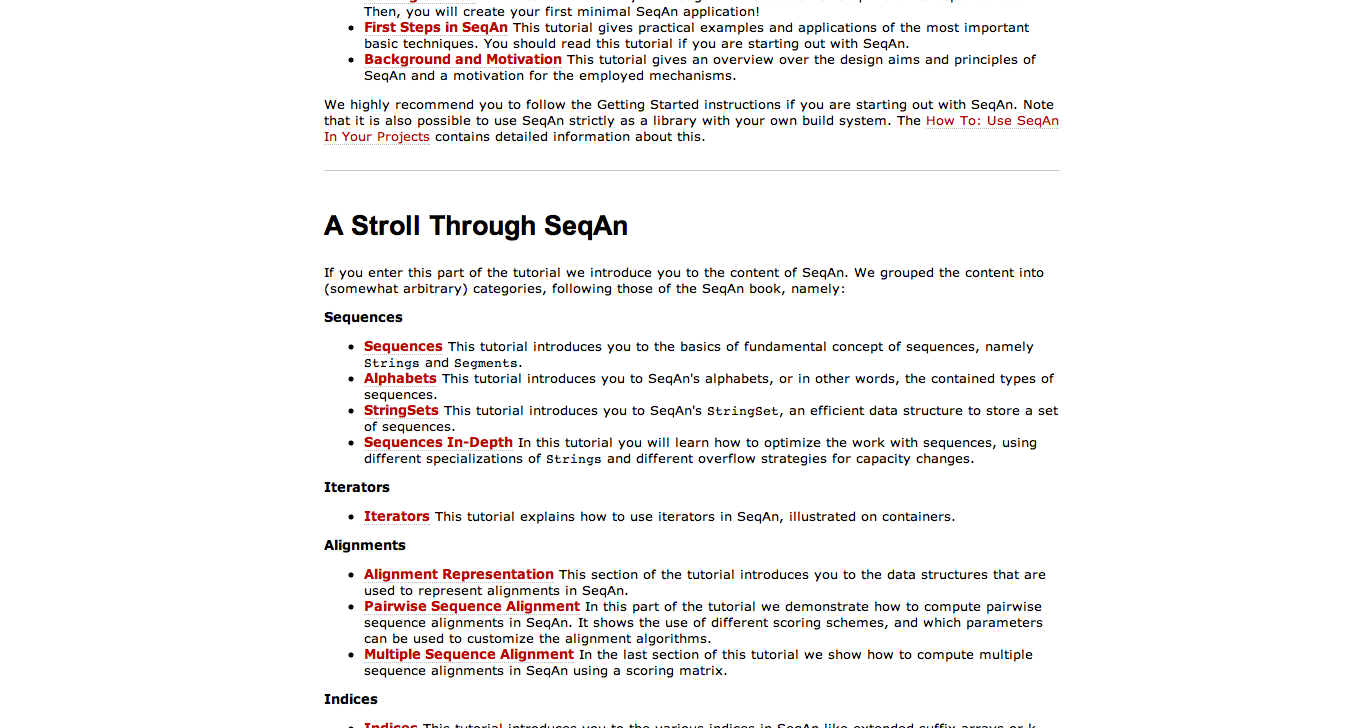 Then, you will create your first minimal SeqAn application!
First Steps in SeqAn This tutorial gives practical examples and applications of the most important
basic techniques. You should read this tutorial if you are starting out with SeqAn.
Background and Motivation This tutorial gives an overview over the design aims and principles of
SeqAn and a motivation for the employed mechanisms.
We highly recommend you to follow the Getting Started instructions if you are starting out with SeqAn. Note
that it is also possible to use SeqAn strictly as a library with your own build system. The How To: Use SeqAn
In Your Projects contains detailed information about this.
A Stroll Through SeqAn
If you enter this part of the tutorial we introduce you to the content of SeqAn. We grouped the content into
(somewhat arbitrary) categories, following those of the SeqAn book, namely:
Sequences
Sequences This tutorial introduces you to the basics of fundamental concept of sequences, namely
Strings and Segments.
Alphabets This tutorial introduces you to SeqAn's alphabets, or in other words, the contained types of
sequences.
StringSets This tutorial introduces you to SeqAn's StringSet, an efficient data structure to store a set
of sequences.
Sequences In-Depth In this tutorial you will learn how to optimize the work with sequences, using
different specializations of Strings and different overflow strategies for capacity changes.
Iterators
Iterators This tutorial explains how to use iterators in SeqAn, illustrated on containers.
Alignments
Alignment Representation This section of the tutorial introduces you to the data structures that are
used to represent alignments in SeqAn.
Pairwise Sequence Alignment In this part of the tutorial we demonstrate how to compute pairwise
sequence alignments in SeqAn. It shows the use of different scoring schemes, and which parameters
can be used to customize the alignment algorithms.
Multiple Sequence Alignment In the last section of this tutorial we show how to compute multiple
sequence alignments in SeqAn using a scoring matrix.
Indices
Indices This tutorial introduces you to the various indices in SeqAn like extended suffix arrays or k-